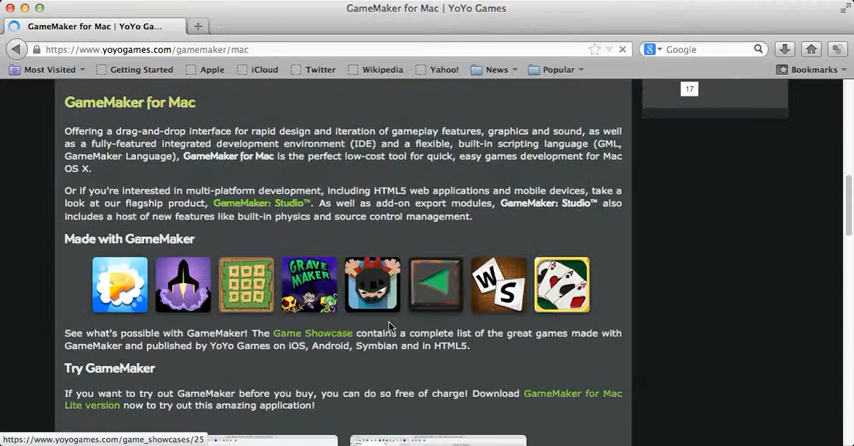 GameMaker for Mac | YoYo Games
GameMaker for Mac | YoYo Ga...
https://www.yoyogames.com/gamemaker/mac
Google
Most Visited
Getting Started
Apple
iCloud
Twitter
Wikipedia
Yahoo!
News
Popular
Bookmarks
17
GameMaker for Mac
Offering a drag-and-drop interface for rapid design and iteration of gameplay features, graphics and sound, as well
as a fully-featured integrated development environment (IDE) and a flexible, built-in scripting language (GML,
GameMaker Language), GameMaker for Mac is the perfect low-cost tool for quick, easy games development for Mac
OS X.
Or if you're interested in multi-platform development, including HTML5 web applications and mobile devices, take a
look at our flagship product, GameMaker: Studio™. As well as add-on export modules, GameMaker: Studio™ also
includes a host of new features like built-in physics and source control management.
Made with GameMaker
GRAVE
MAKER
W
S
See what's possible with GameMaker! The Game Showcase contains a complete list of the great games made with
GameMaker and published by YoYo Games on iOS, Android, Symbian and in HTML5.
Try GameMaker
If you want to try out GameMaker before you buy, you can do so free of charge! Download GameMaker for Mac
Lite version now to try out this amazing application!
https://www.yoyogames.com/game_showcases/25